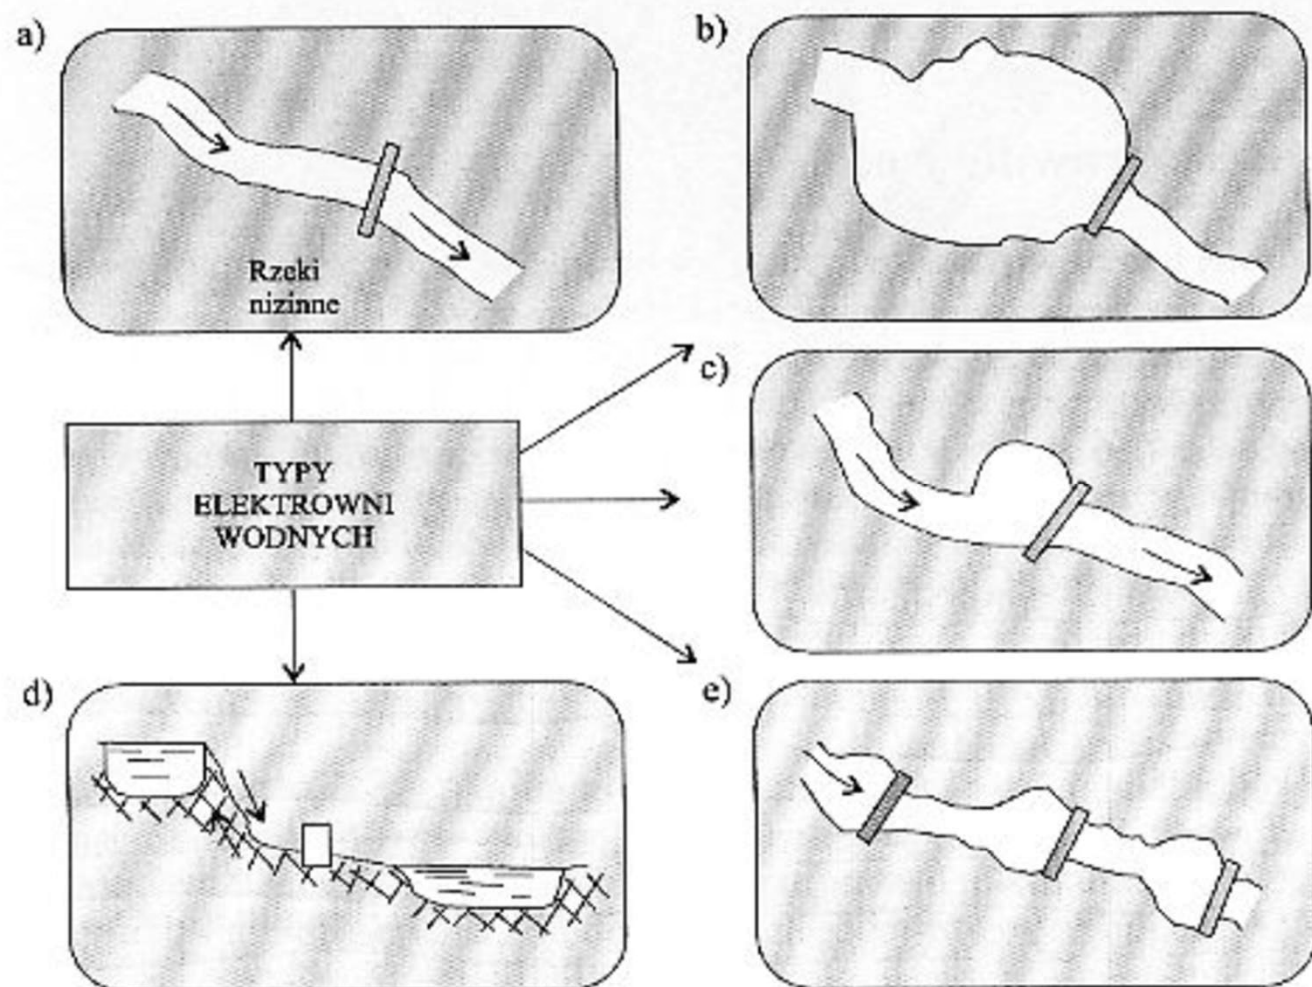 a)
Rzeki
nizinne
b)
TYPY
ELEKTROWNI
WODNYCH
c)
d)
e)